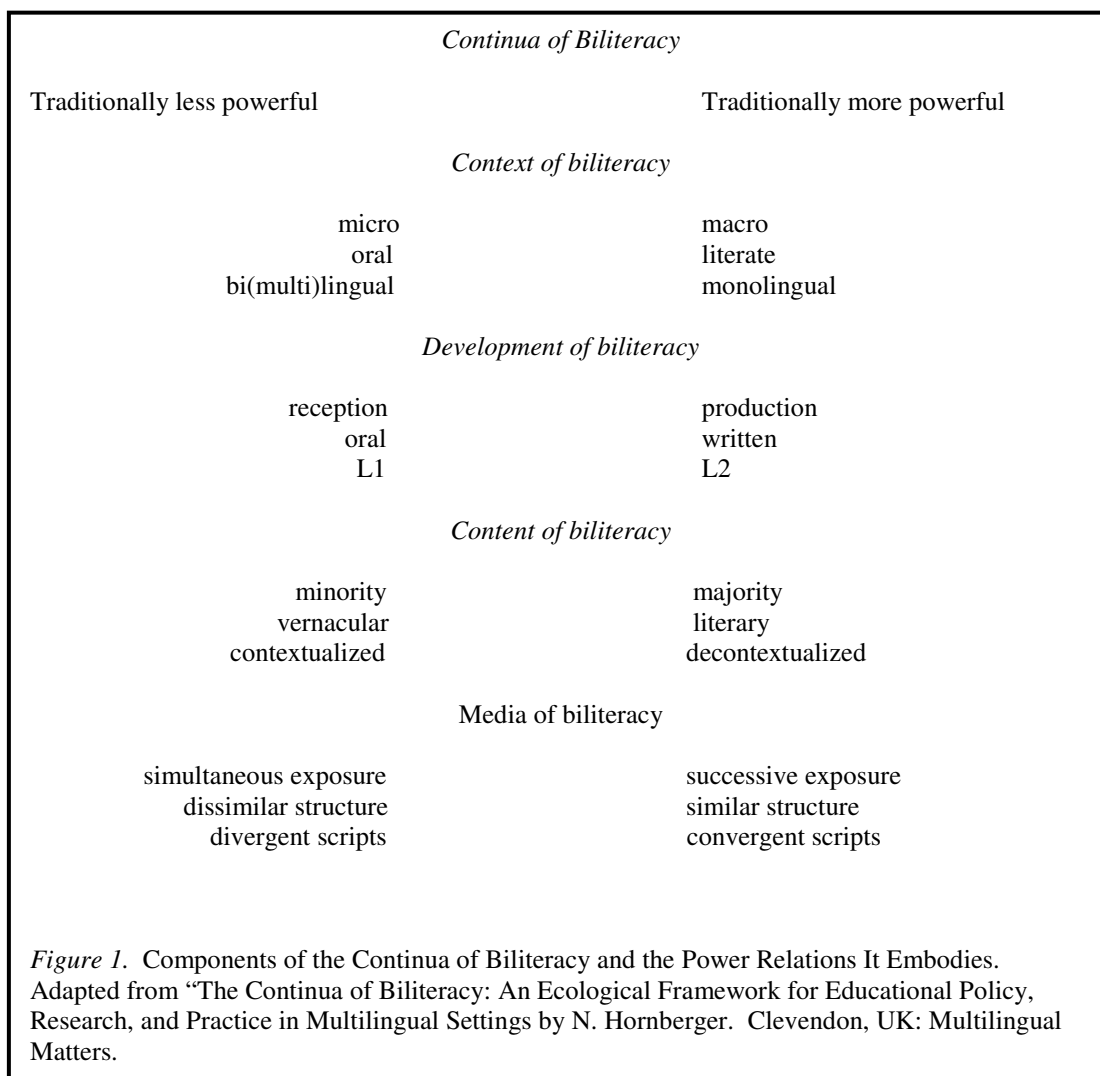 Continua of Biliteracy
Traditionally less powerful Traditionally more powerful
Context of biliteracy
micro macro
oral literate
bi(multi)lingual monolingual
Development of biliteracy
reception production
oral written
L1 L2
Content of biliteracy
minority majority
vernacular literary
contextualized decontextualized
Media of biliteracy
simultaneous exposure successive exposure
dissimilar structure similar structure
divergent scripts convergent scripts
Figure 1. Components of the Continua of Biliteracy and the Power Relations It Embodies.
Adapted from “The Continua of Biliteracy: An Ecological Framework for Educational Policy,
Research, and Practice in Multilingual Settings by N. Hornberger. Clevendon, UK: Multilingual
Matters.